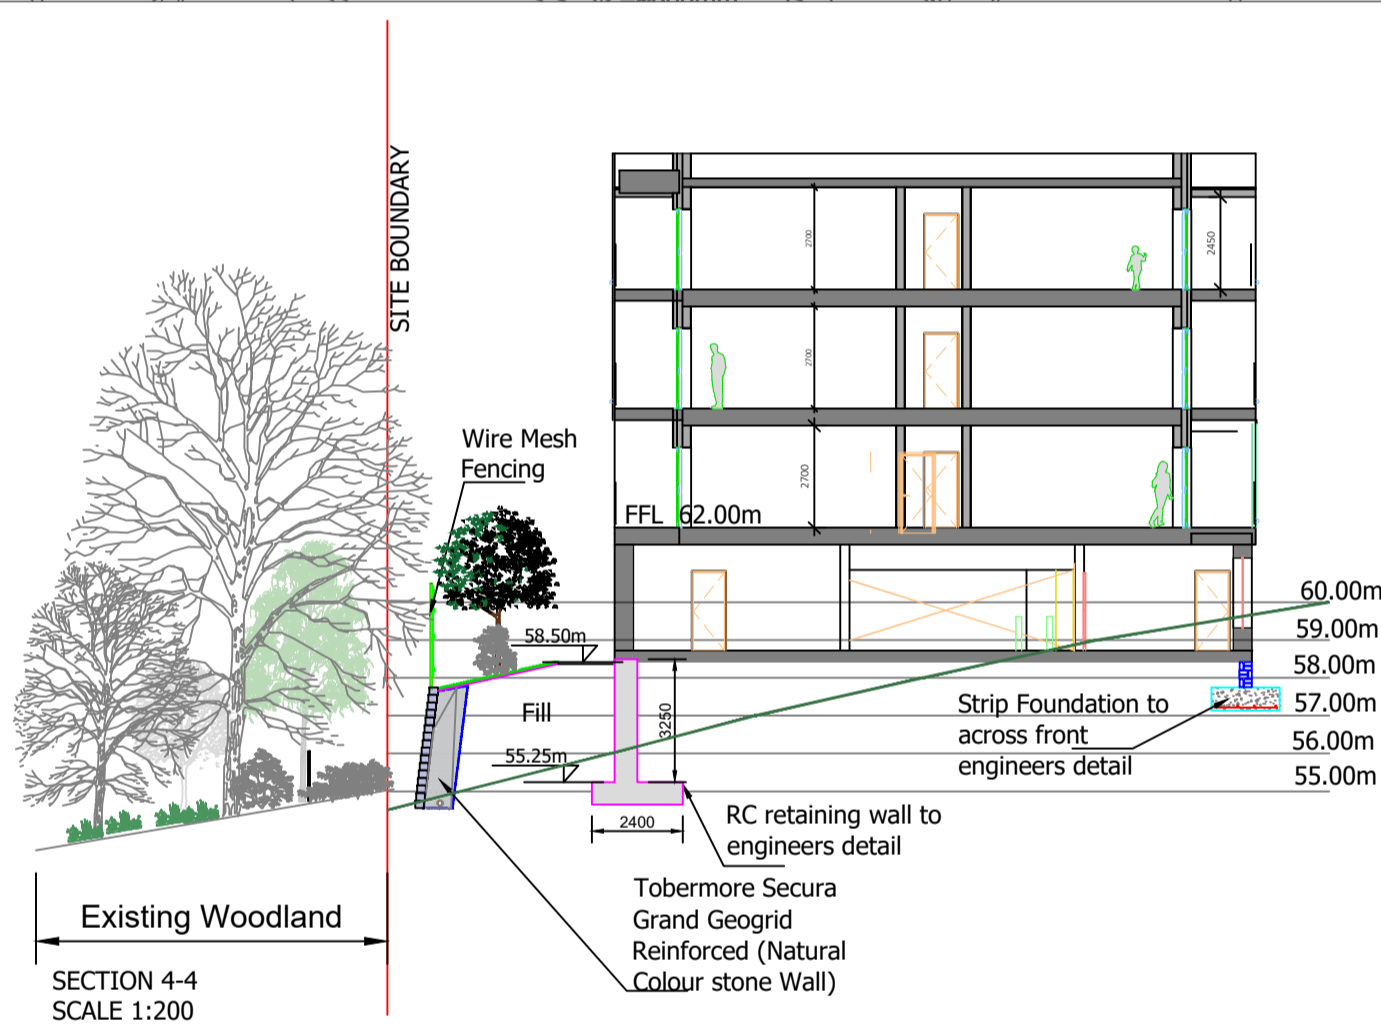 SITE BOUNDARY
2700
2450
2700
Wire Mesh
Fencing
2700
FFL 62.00m
60.00m
59.00m
58.50m
58.00m
57.00m
Fill
3250
Strip Foundation to
across front
engineers detail
56.00m
55.25m
55.00m
2400
RC retaining wall to
engineers detail
Tobermore Secura
Grand Geogrid
Reinforced (Natural
Colour stone Wall)
Existing Woodland
SECTION 4-4
SCALE 1:200